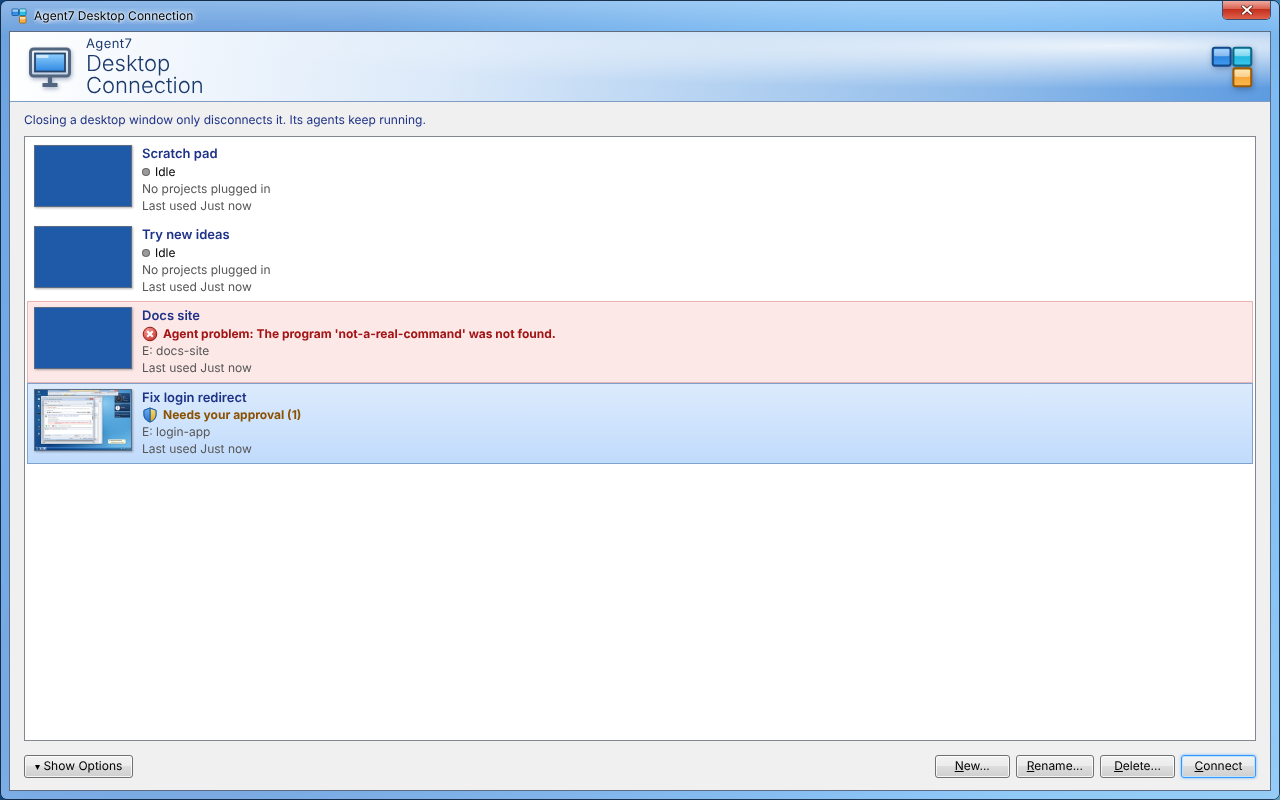 Agent7 Desktop Connection
Agent7
Desktop
Connection
Closing a desktop window only disconnects it. Its agents keep running.
Scratch pad
Idle
No projects plugged in
Last used Just now
Try new ideas
Idle
No projects plugged in
Last used Just now
Docs site
Agent problem: The program 'not-a-real-command' was not found.
E: docs-site
Last used Just now
Fix login redirect
Needs your approval (1)
E: login-app
Last used Just now
Show Options
New...
Rename...
Delete...
Connect